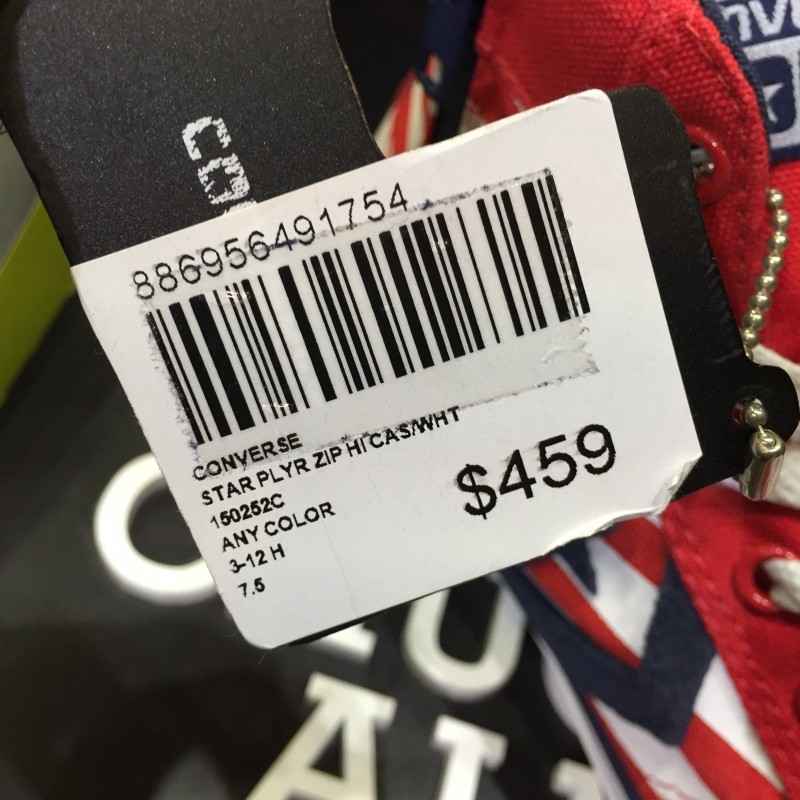 886956491754
CONVERSE
STAR PLYR ZIP HI CAS/WHT
150252C
ANY COLOR
3-12 H
7.5
$459